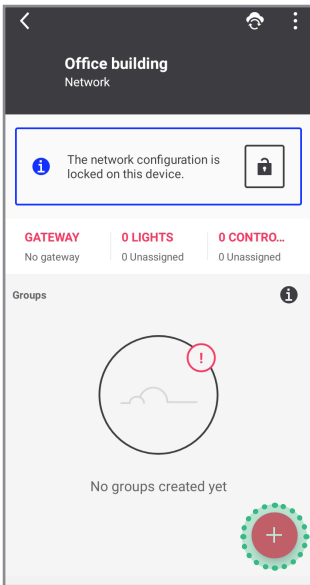 Office building
Network
The network configuration is
locked on this device.
GATEWAY
0 LIGHTS
0 CONTRO...
No gateway
0 Unassigned
0 Unassigned
Groups
No groups created yet